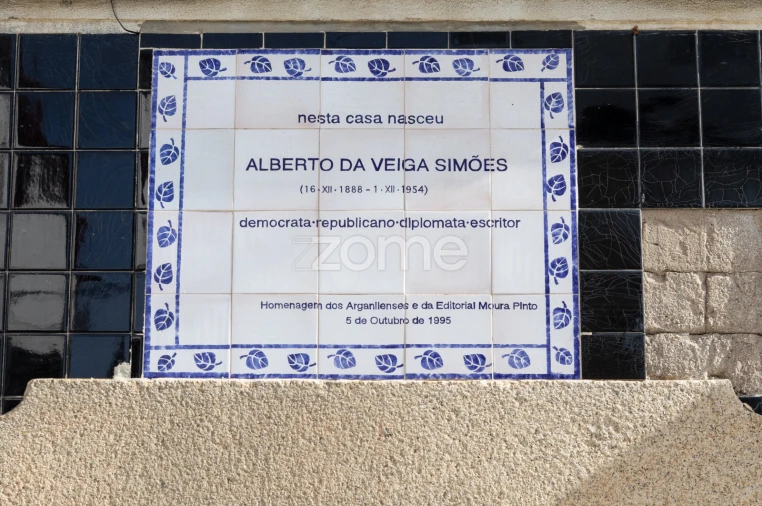 nesta casa nasceu
ALBERTO DA VEIGA SIMÕES
(16·XII·1888 - 1·XII·1954)
democrata·republicano·diplomata·escritor
zome
Homenagem dos Arganilenses e da Editorial Moura Pinto
5 de Outubro de 1995